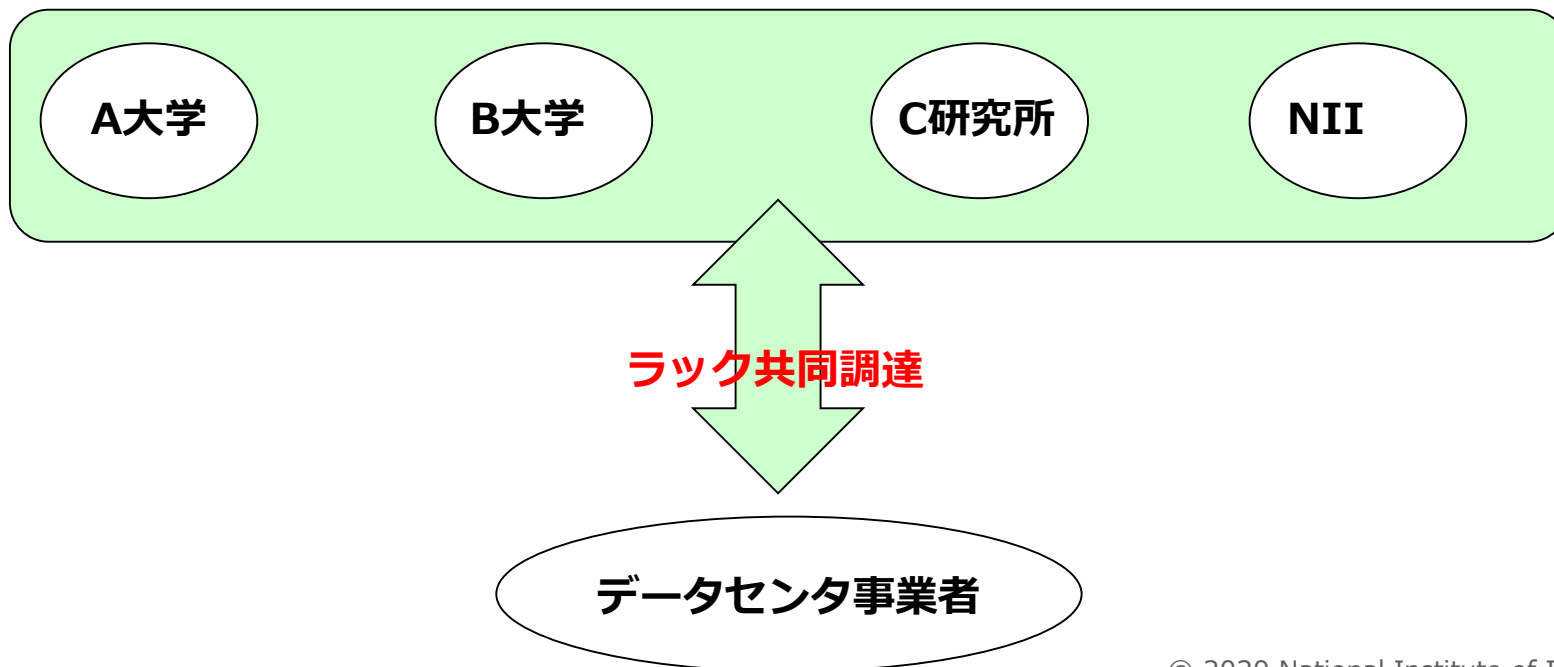 A大学
B大学
C研究所
NII
ラック共同調達
データセンタ事業者
© 2020 National Institute of